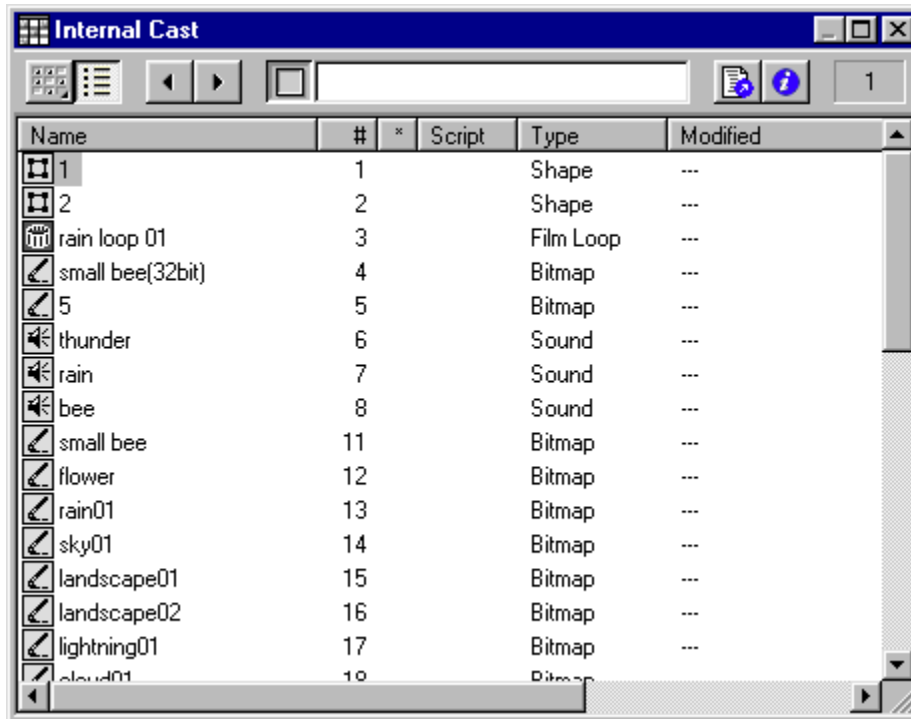 Internal Cast
1
Name # * Script Type Modified
1 1 Shape ---
2 2 Shape ---
rain loop 01 3 Film Loop ---
small bee(32bit) 4 Bitmap ---
5 5 Bitmap ---
thunder 6 Sound ---
rain 7 Sound ---
bee 8 Sound ---
small bee 11 Bitmap ---
flower 12 Bitmap ---
rain01 13 Bitmap ---
sky01 14 Bitmap ---
landscape01 15 Bitmap ---
landscape02 16 Bitmap ---
lightning01 17 Bitmap ---
cloud01 18 Bitmap